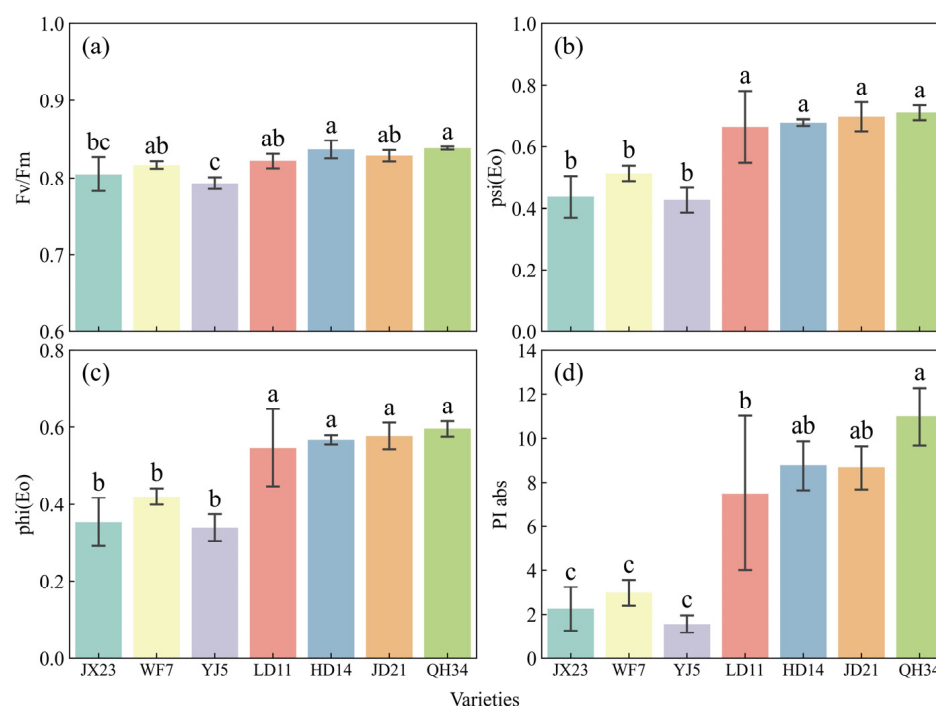 (a)
Fv/Fm
1.0
0.9
0.8
0.7
0.6
bc ab c ab a ab a
(b)
psi(Eo)
1.0
0.8
0.6
0.4
0.2
0.0
b b b a a a a
(c)
phi(Eo)
0.8
0.6
0.4
0.2
0.0
b b b a a a a
JX23 WF7 YJ5 LD11 HD14 JD21 QH34
(d)
PI abs
14
12
10
8
6
4
2
0
c c c b ab ab a
JX23 WF7 YJ5 LD11 HD14 JD21 QH34
Varieties